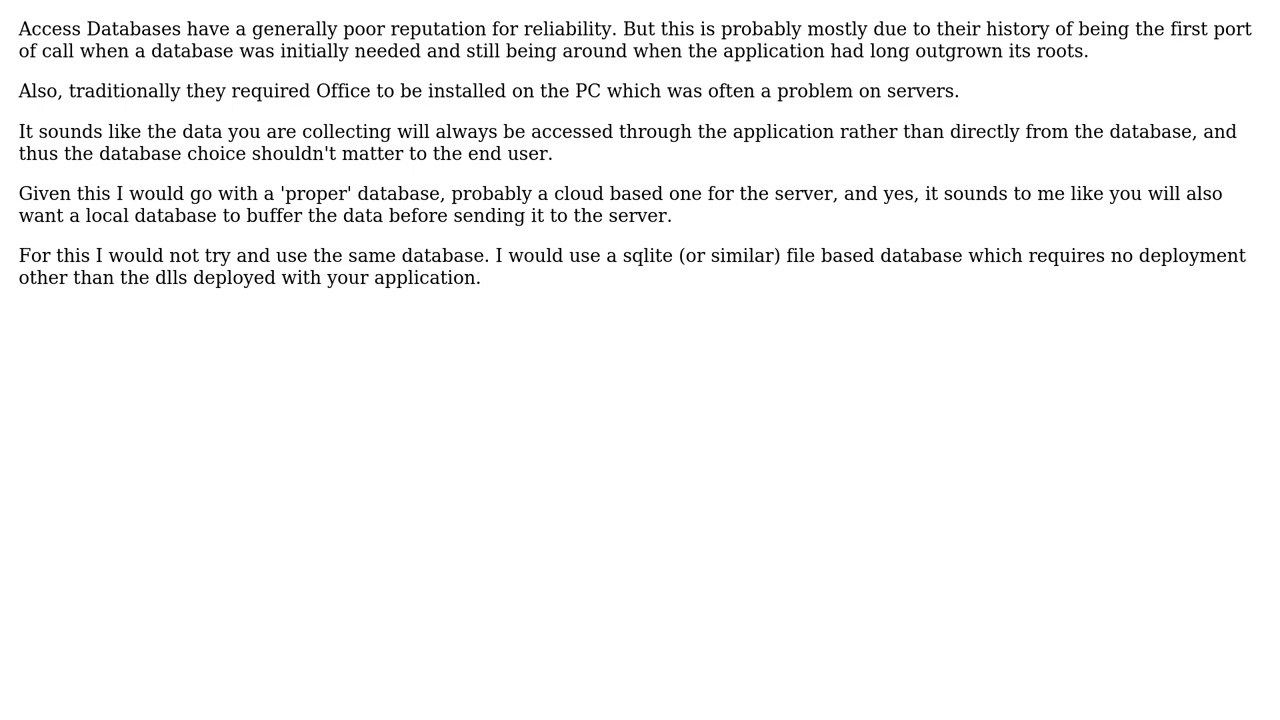 Access Databases have a generally poor reputation for reliability. But this is probably mostly due to their history of being the first port
of call when a database was initially needed and still being around when the application had long outgrown its roots.
Also, traditionally they required Office to be installed on the PC which was often a problem on servers.
It sounds like the data you are collecting will always be accessed through the application rather than directly from the database, and
thus the database choice shouldn't matter to the end user.
Given this I would go with a 'proper' database, probably a cloud based one for the server, and yes, it sounds to me like you will also
want a local database to buffer the data before sending it to the server.
For this I would not try and use the same database. I would use a sqlite (or similar) file based database which requires no deployment
other than the dlls deployed with your application.